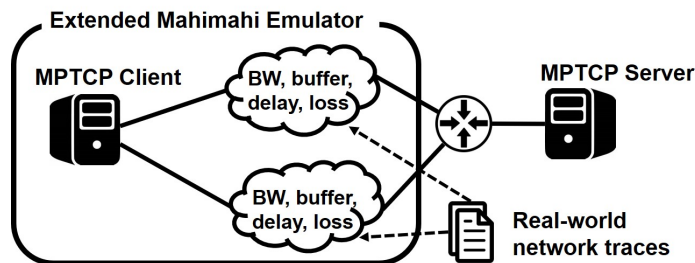 Extended Mahimahi Emulator
MPTCP Client
BW, buffer,
delay, loss
MPTCP Server
BW, buffer,
delay, loss
Real-world
network traces